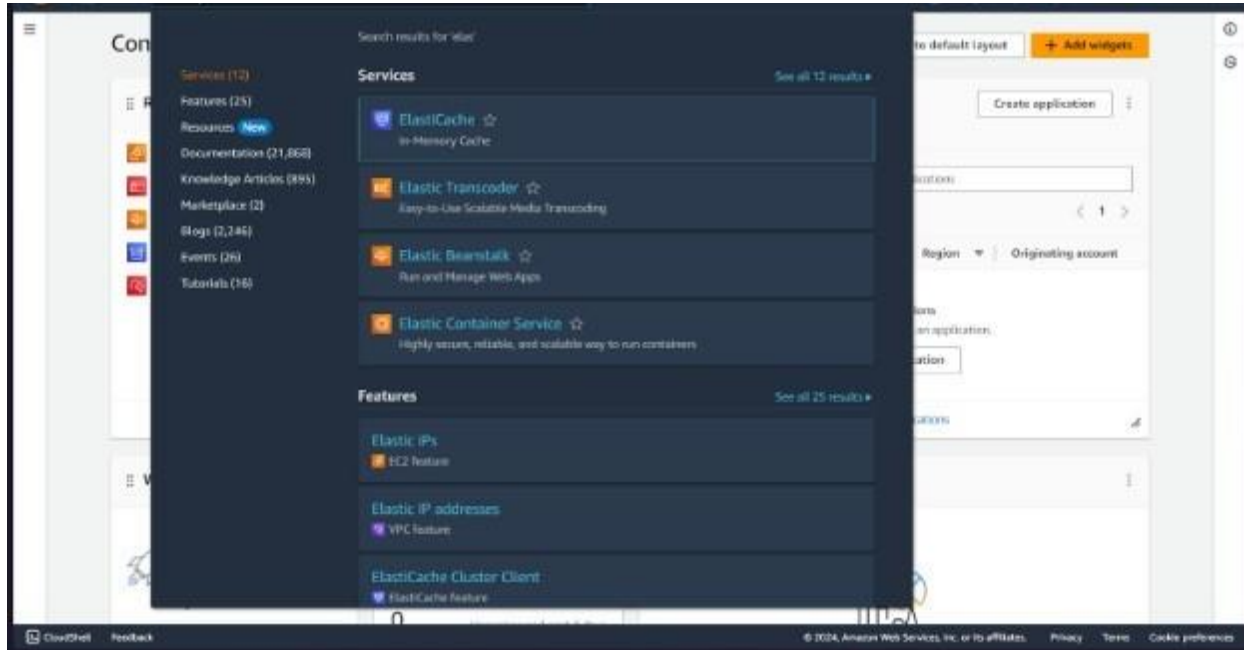 Con
Search results for 'elas'
to default layout
+ Add widgets
Services (12)
Features (25)
Resources New
Documentation (21,868)
Knowledge Articles (895)
Marketplace (2)
Blogs (2,246)
Events (26)
Tutorials (16)
Services
See all 12 results
ElastiCache
In-Memory Cache
Elastic Transcoder
Easy-to-Use Scalable Media Transcoding
Elastic Beanstalk
Run and Manage Web Apps
Elastic Container Service
Highly secure, reliable, and scalable way to run containers
Features
See all 25 results
Elastic IPs
EC2 feature
Elastic IP addresses
VPC feature
ElastiCache Cluster Client
ElastiCache feature
R
Create application
1
Region
Originating account
an application.
W
0
CloudShell Feedback
© 2024, Amazon Web Services, Inc. or its affiliates. Privacy Terms Cookie preferences